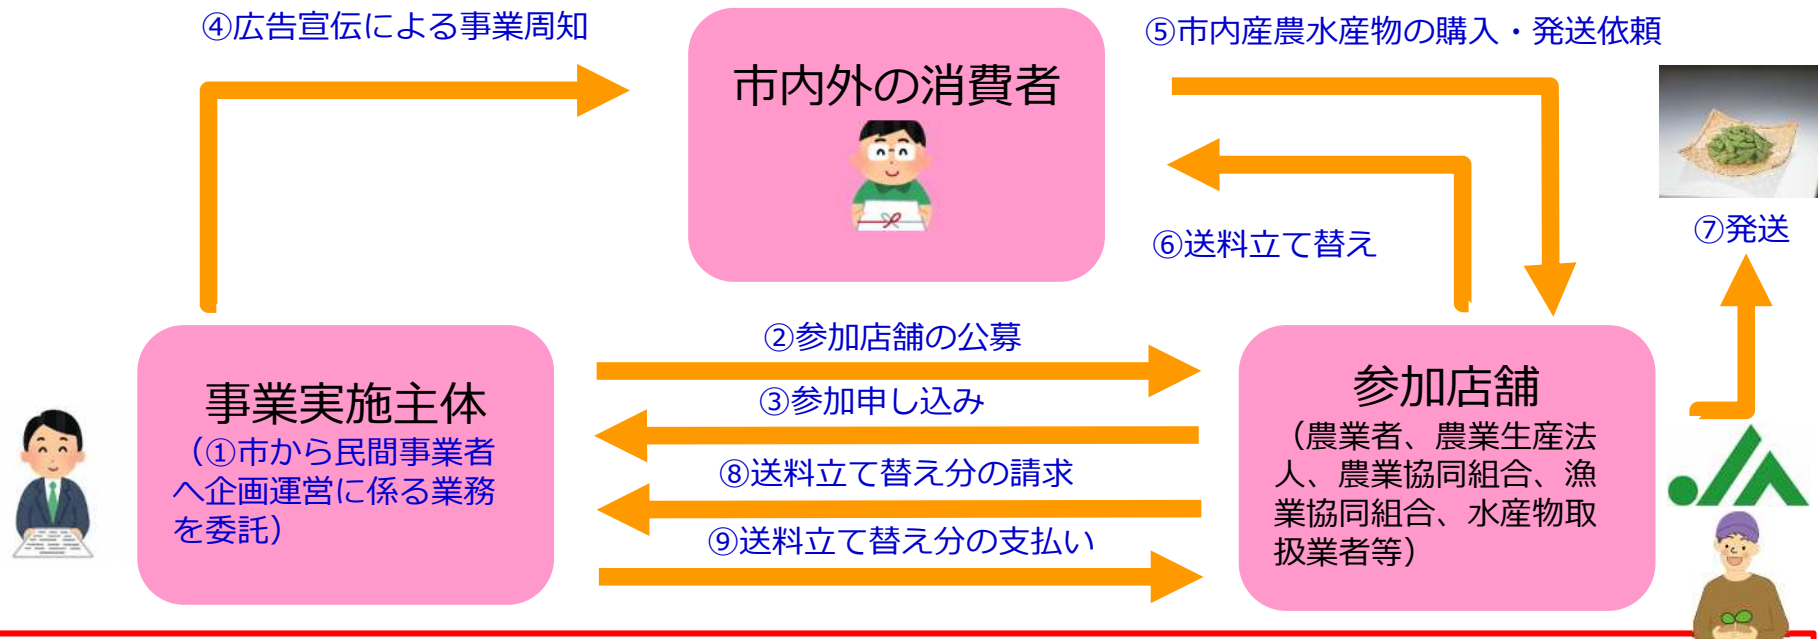 ④広告宣伝による事業周知
市内外の消費者
⑤市内産農水産物の購入・発送依頼
⑥送料立て替え
⑦発送
事業実施主体
（①市から民間事業者
へ企画運営に係る業務
を委託）
②参加店舗の公募
③参加申し込み
⑧送料立て替え分の請求
⑨送料立て替え分の支払い
参加店舗
（農業者、農業生産法
人、農業協同組合、漁
業協同組合、水産物取
扱業者等）
JA